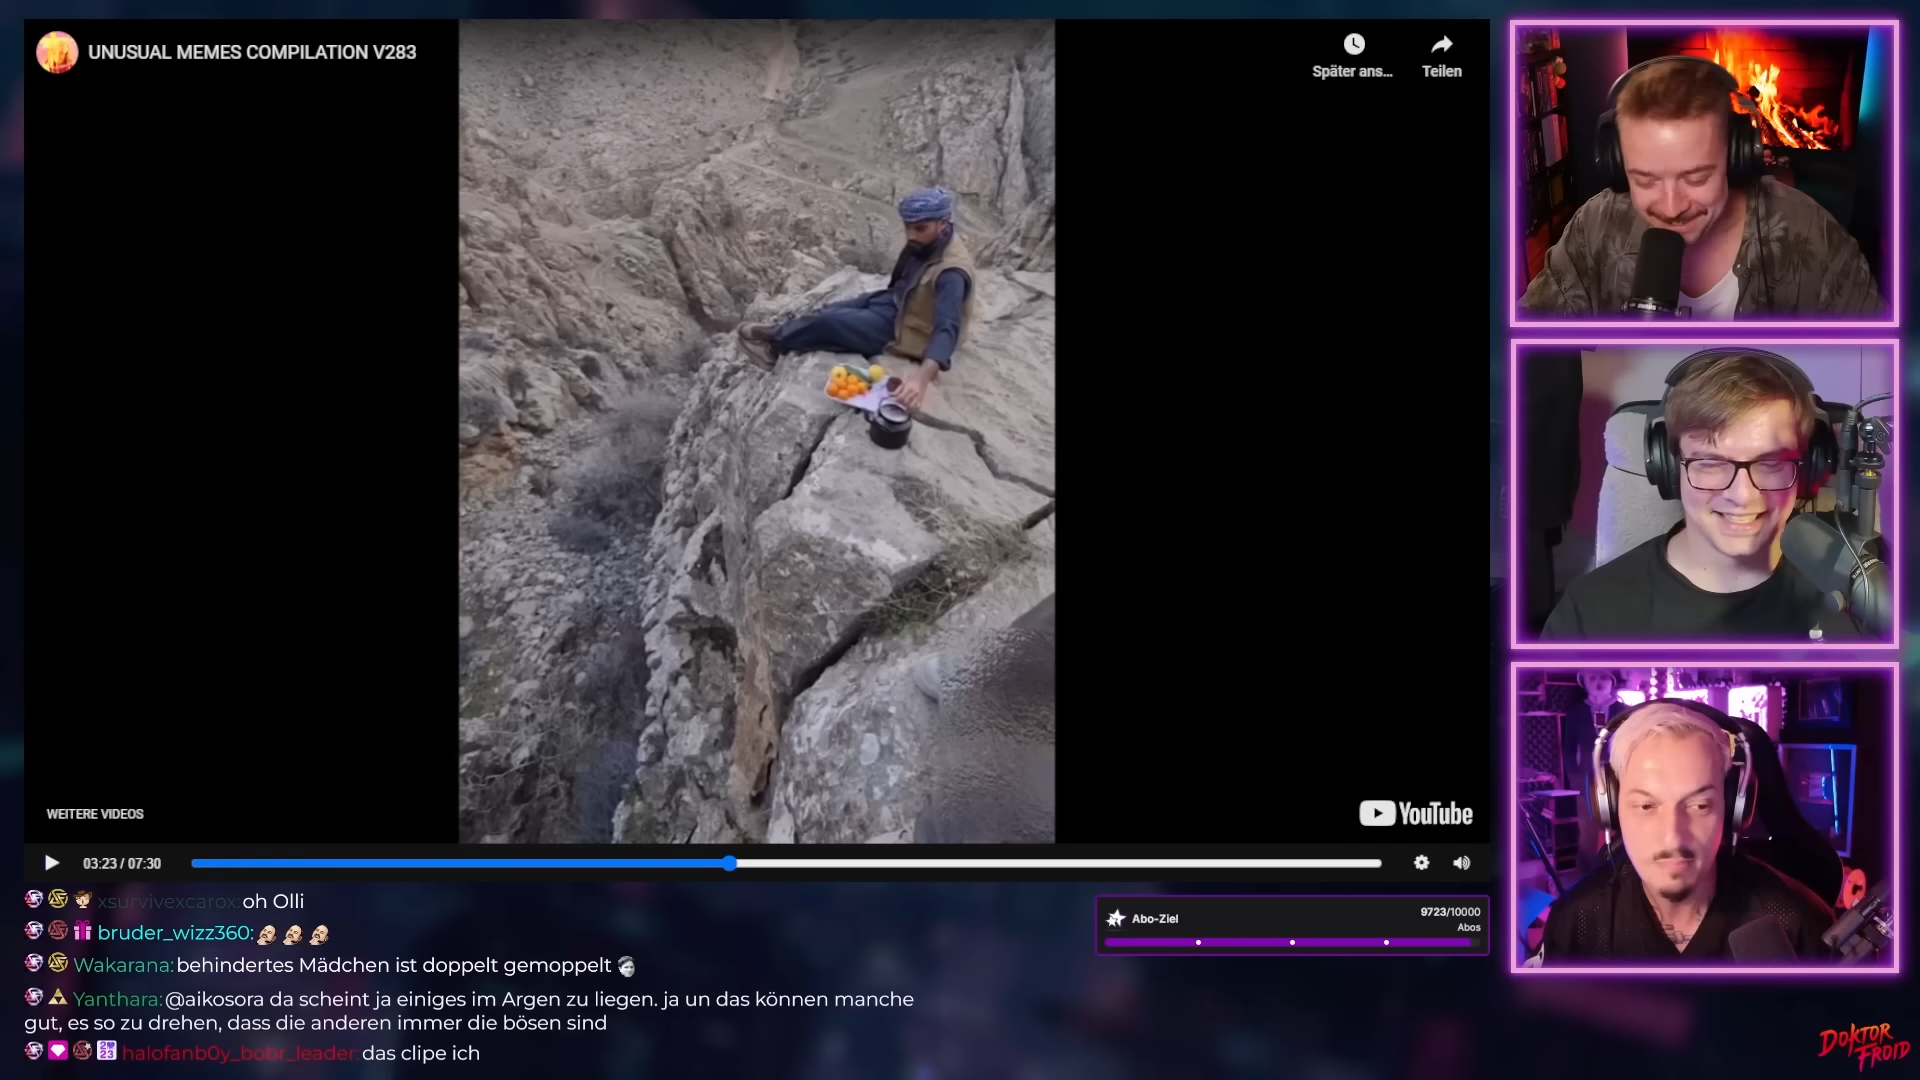 UNUSUAL MEMES COMPILATION V283
Später ans...
Teilen
WEITERE VIDEOS
YouTube
03:23 / 07:30
xsurvivexcarox: oh Olli
bruder_wizz360:
Wakarana: behindertes Mädchen ist doppelt gemoppelt
Yanthara: @aikosora da scheint ja einiges im Argen zu liegen. ja un das können manche
gut, es so zu drehen, dass die anderen immer die bösen sind
halofanb0y_bobr_leader: das clipe ich
Abo-Ziel
9723/10000
Abos
DOKTOR
FROID